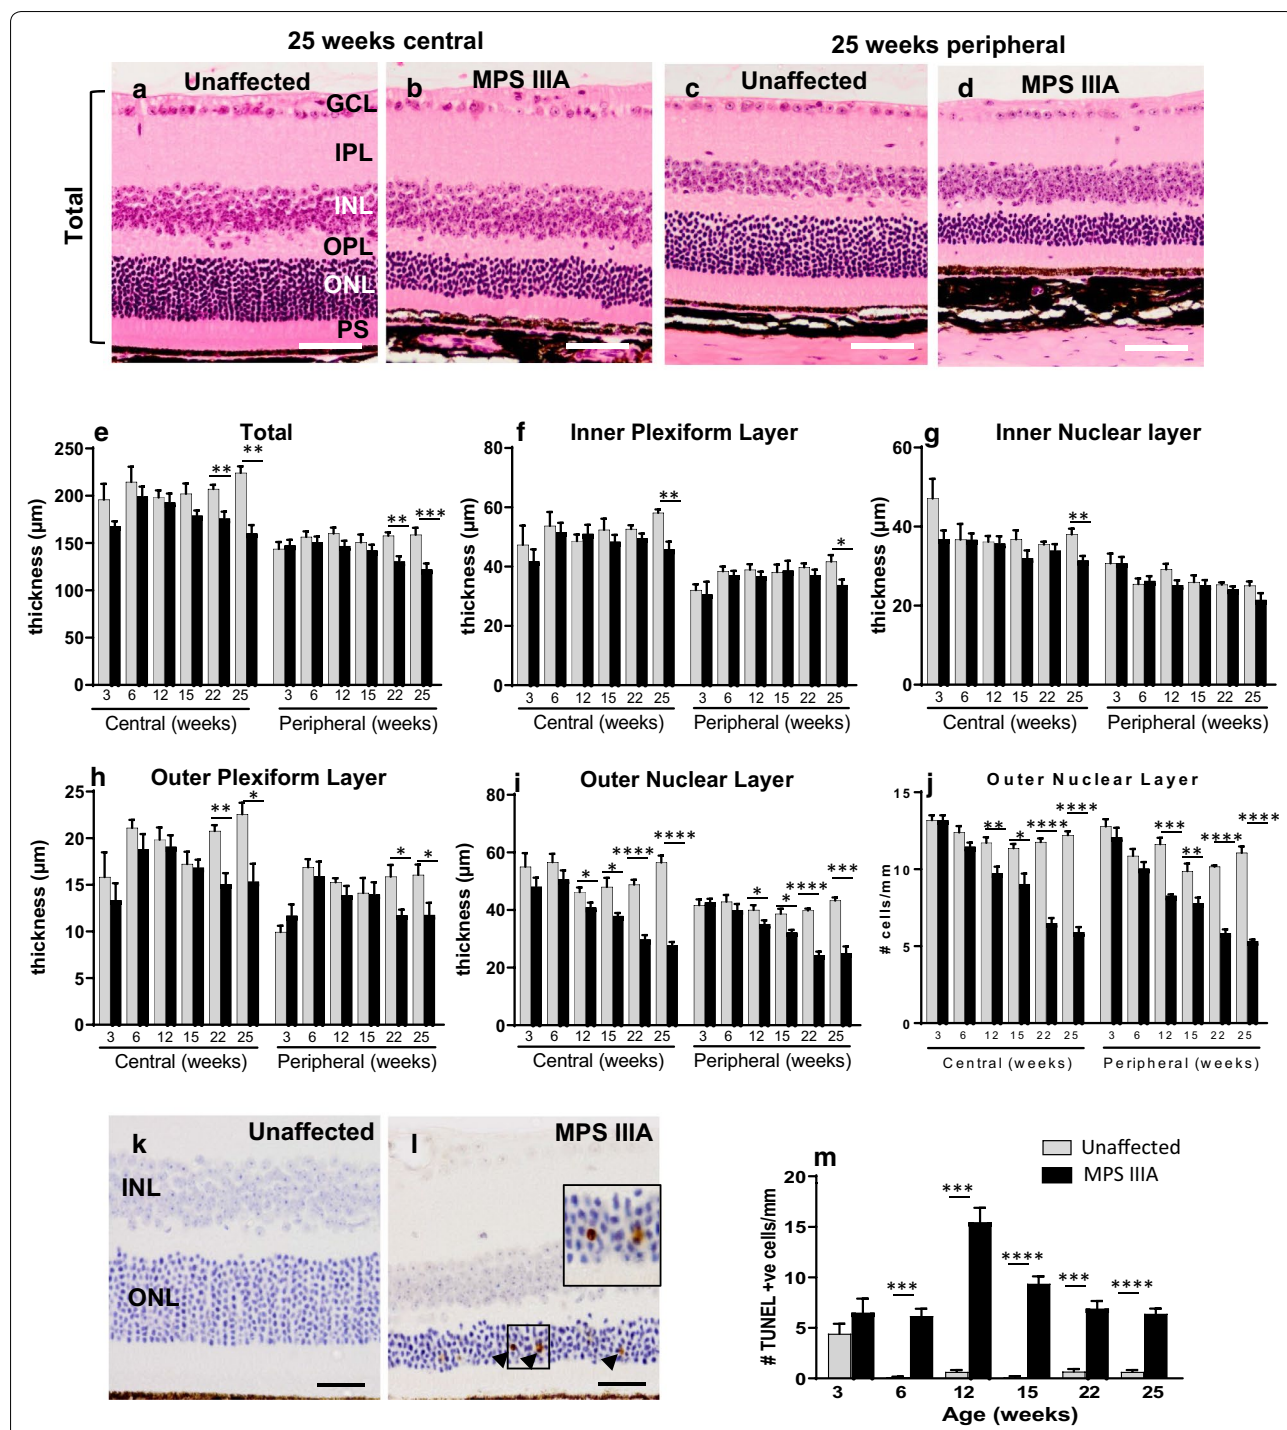 25 weeks central
25 weeks peripheral
a Unaffected
b MPS IIIA
c Unaffected
d MPS IIIA
Total
GCL
IPL
INL
OPL
ONL
PS
e Total
thickness (µm)
250
200
150
100
50
0
** ** ** ***
3 6 12 15 22 25 3 6 12 15 22 25
Central (weeks) Peripheral (weeks)
f Inner Plexiform Layer
thickness (µm)
80
60
40
20
0
** *
3 6 12 15 22 25 3 6 12 15 22 25
Central (weeks) Peripheral (weeks)
g Inner Nuclear layer
thickness (µm)
60
40
20
0
**
3 6 12 15 22 25 3 6 12 15 22 25
Central (weeks) Peripheral (weeks)
h Outer Plexiform Layer
thickness (µm)
25
20
15
10
5
0
** * * *
3 6 12 15 22 25 3 6 12 15 22 25
Central (weeks) Peripheral (weeks)
i Outer Nuclear Layer
thickness (µm)
80
60
40
20
0
* * **** **** * * **** ***
3 6 12 15 22 25 3 6 12 15 22 25
Central (weeks) Peripheral (weeks)
j Outer Nuclear Layer
# cells/mm
15
10
5
0
** * **** **** *** ** **** ****
3 6 12 15 22 25 3 6 12 15 22 25
Central (weeks) Peripheral (weeks)
k Unaffected
INL
ONL
l MPS IIIA
m
Unaffected
MPS IIIA
# TUNEL +ve cells/mm
20
15
10
5
0
*** *** **** *** ****
3 6 12 15 22 25
Age (weeks)